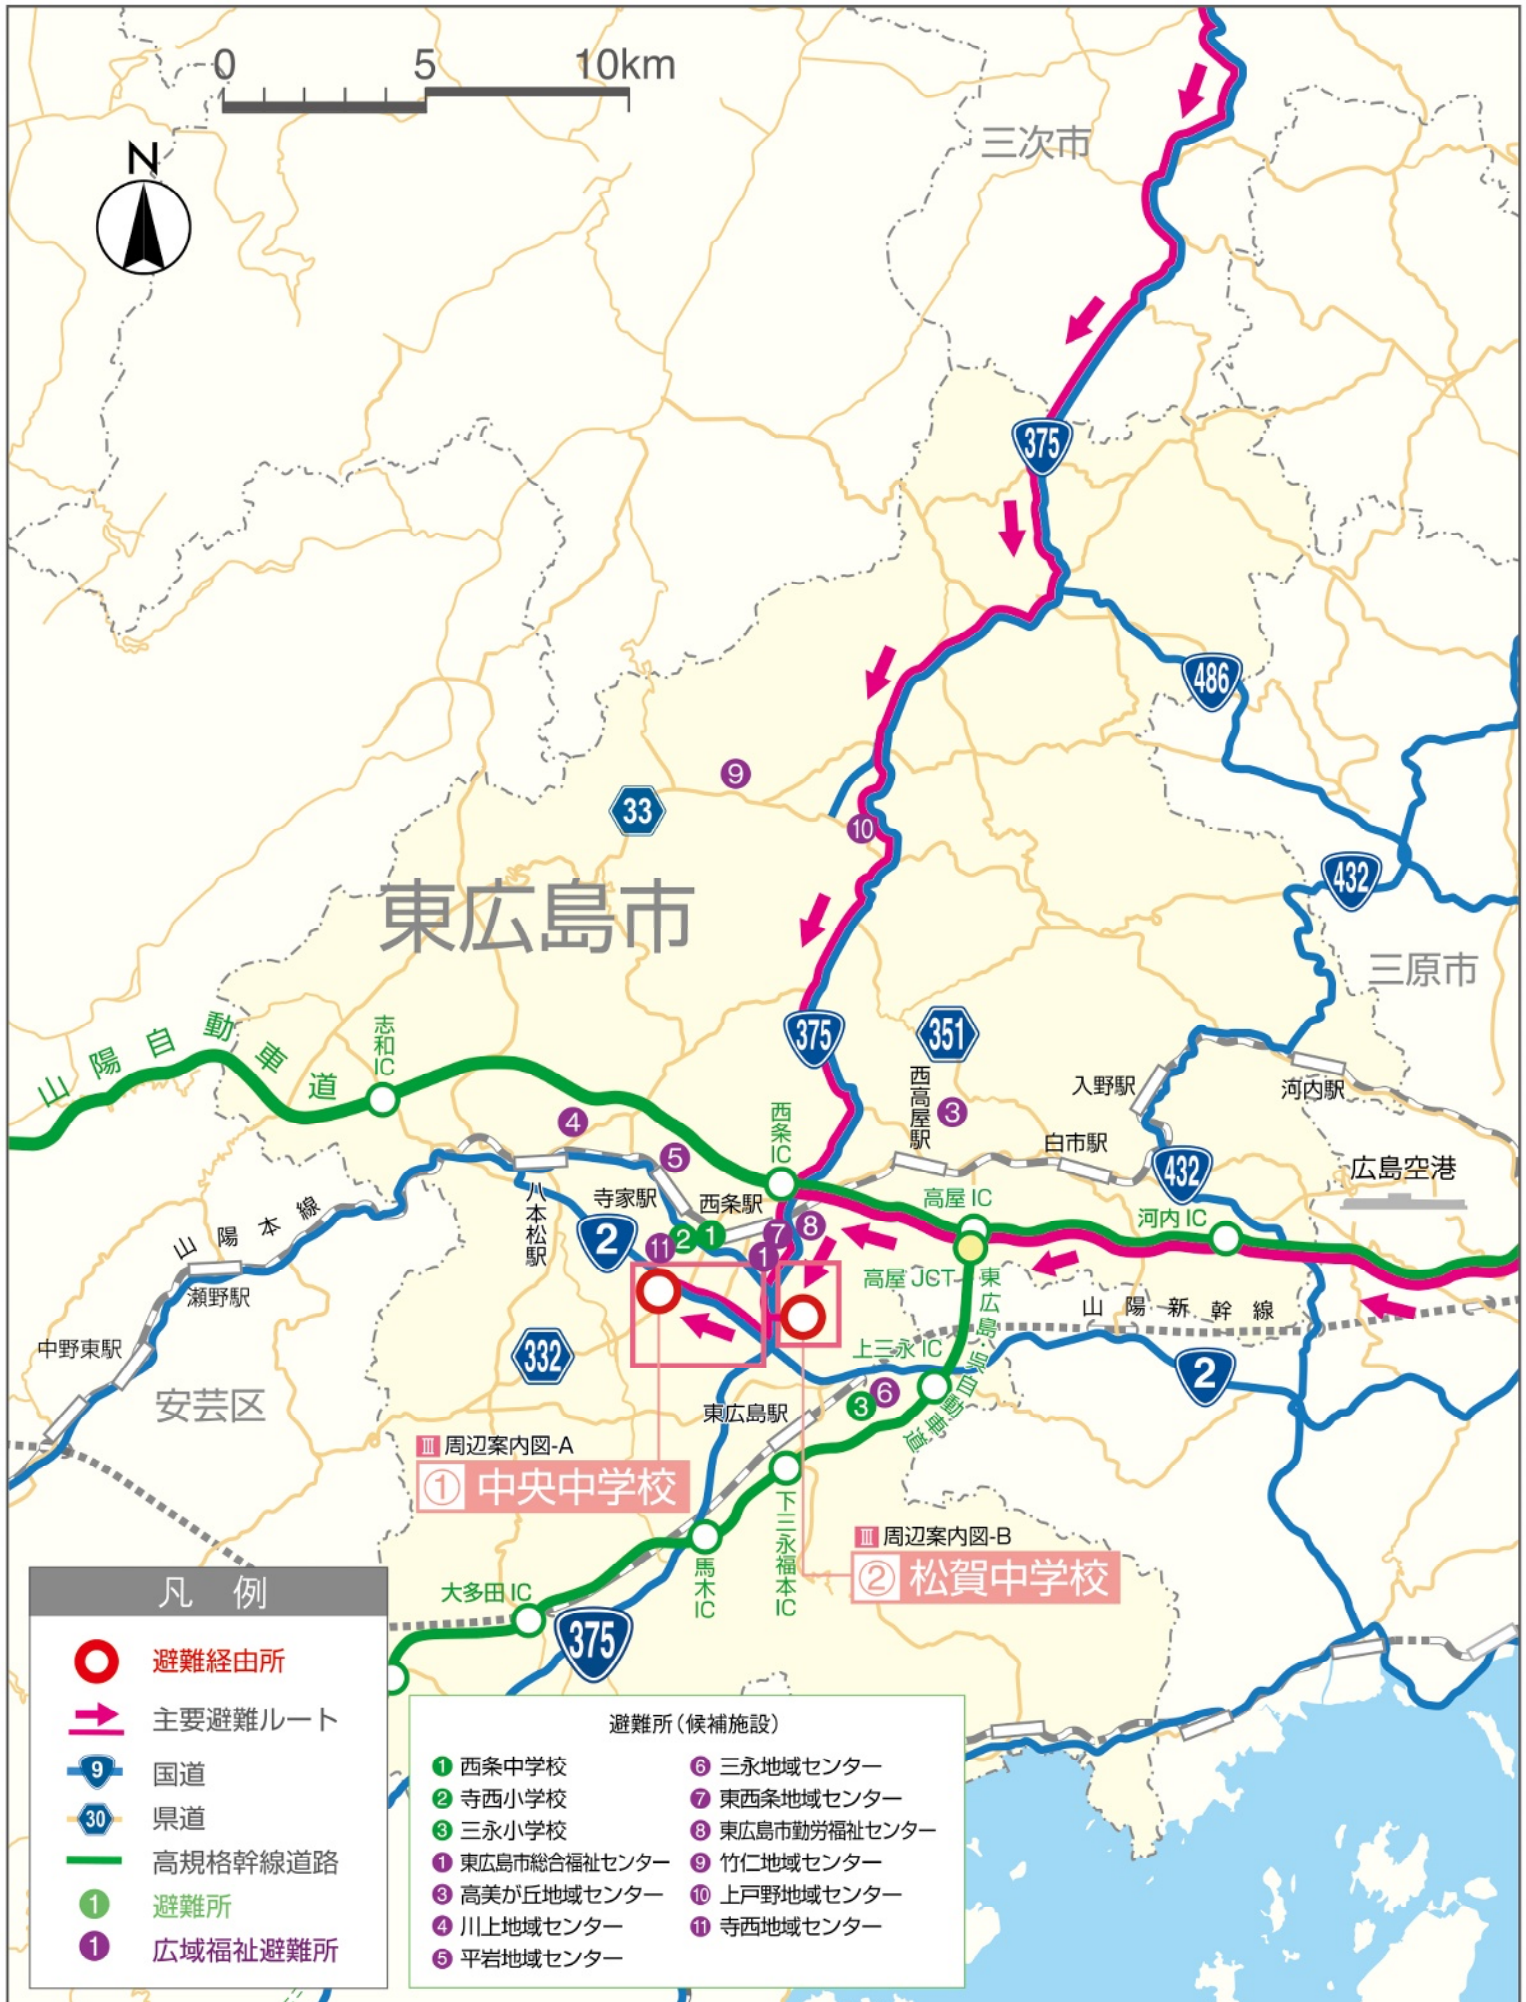 0 5 10km
N
三次市
375
486
9
33
10
432
東広島市
三原市
375
351
山陽自動車道
志和IC
西条IC
西高屋駅
3
入野駅
河内駅
4
5
白市駅
432
広島空港
山陽本線
八本松駅
寺家駅
西条駅
高屋IC
河内IC
2
11
2
1
7
8
1
瀬野駅
高屋JCT
東広島・呉自動車道
山陽新幹線
中野東駅
332
上三永IC
2
安芸区
東広島駅
3
6
III 周辺案内図-A
① 中央中学校
下三永福本IC
III 周辺案内図-B
② 松賀中学校
馬木IC
大多田IC
375
凡例
避難経由所
主要避難ルート
9 国道
30 県道
高規格幹線道路
1 避難所
1 広域福祉避難所
避難所(候補施設)
1 西条中学校
2 寺西小学校
3 三永小学校
1 東広島市総合福祉センター
3 高美が丘地域センター
4 川上地域センター
5 平岩地域センター
6 三永地域センター
7 東西条地域センター
8 東広島市勤労福祉センター
9 竹仁地域センター
10 上戸野地域センター
11 寺西地域センター